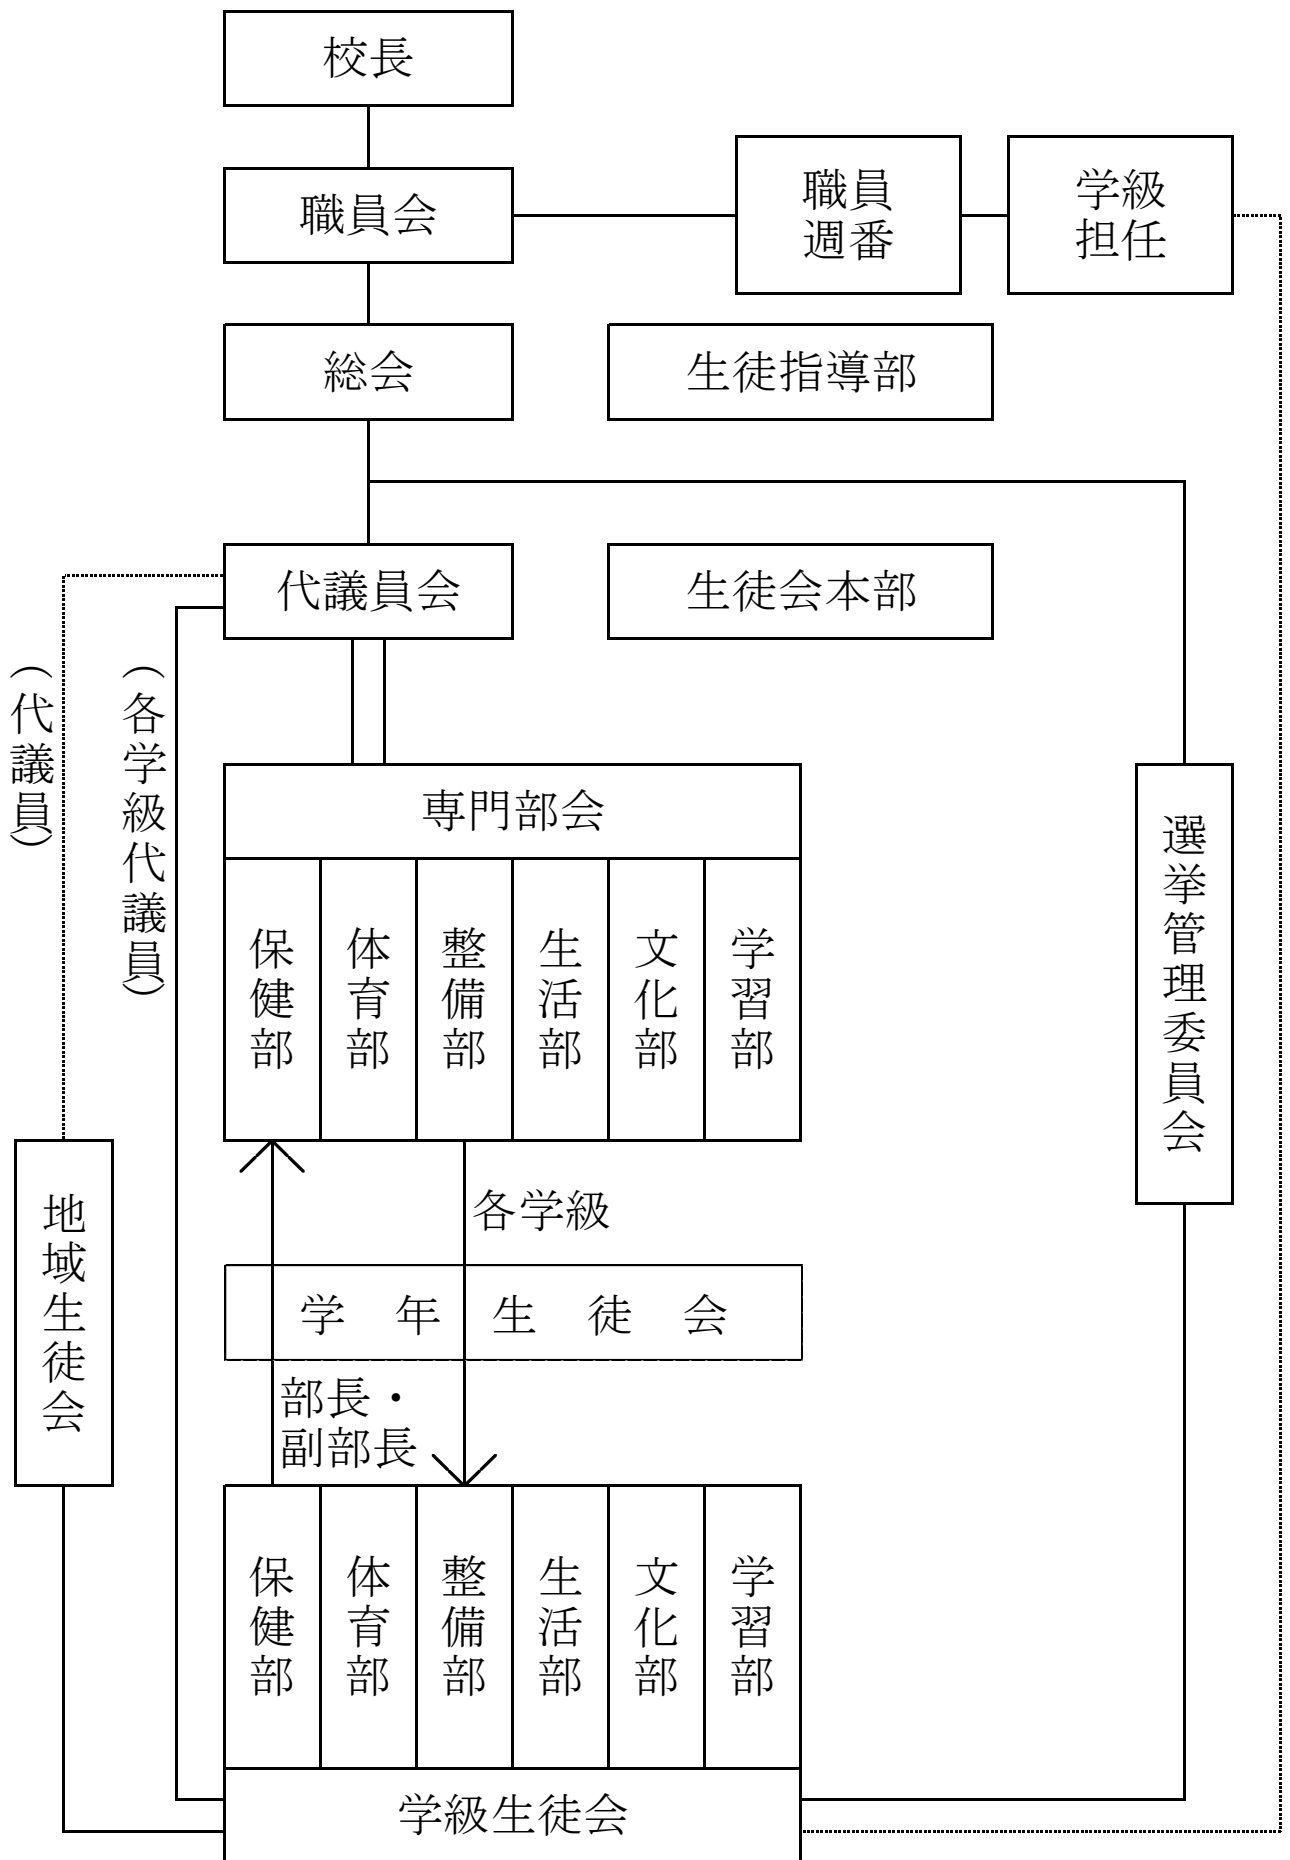 校長
職員会
職員
週番
学級
担任
総会
生徒指導部
代議員会
生徒会本部
（代議員）
（各学級代議員）
専門部会
保健部
体育部
整備部
生活部
文化部
学習部
選挙管理委員会
地域生徒会
各学級
学年生徒会
部長・
副部長
保健部
体育部
整備部
生活部
文化部
学習部
学級生徒会